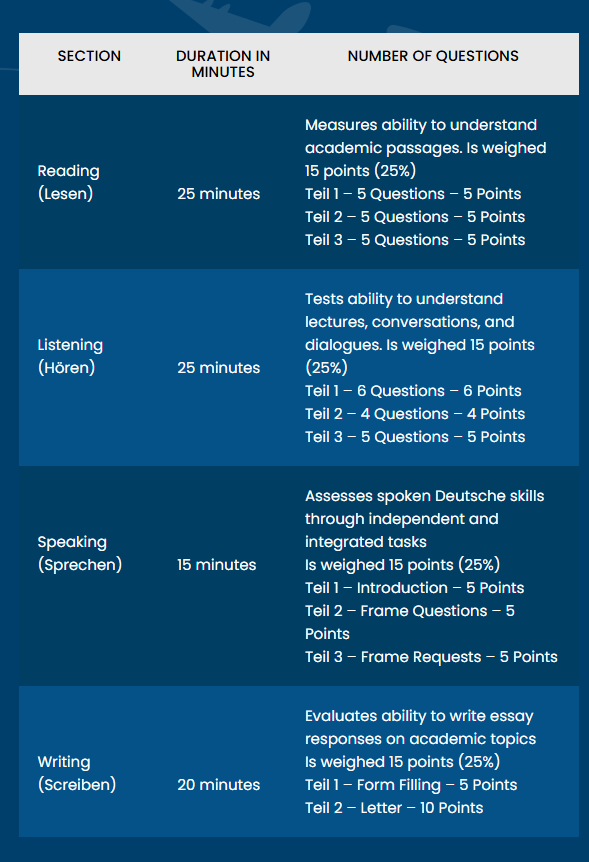 SECTION
DURATION IN
MINUTES
NUMBER OF QUESTIONS
Reading
(Lesen)
25 minutes
Measures ability to understand
academic passages. Is weighed
15 points (25%)
Teil 1 – 5 Questions – 5 Points
Teil 2 – 5 Questions – 5 Points
Teil 3 – 5 Questions – 5 Points
Listening
(Hören)
25 minutes
Tests ability to understand
lectures, conversations, and
dialogues. Is weighed 15 points
(25%)
Teil 1 – 6 Questions – 6 Points
Teil 2 – 4 Questions – 4 Points
Teil 3 – 5 Questions – 5 Points
Speaking
(Sprechen)
15 minutes
Assesses spoken Deutsche skills
through independent and
integrated tasks
Is weighed 15 points (25%)
Teil 1 – Introduction – 5 Points
Teil 2 – Frame Questions – 5
Points
Teil 3 – Frame Requests – 5 Points
Writing
(Screiben)
20 minutes
Evaluates ability to write essay
responses on academic topics
Is weighed 15 points (25%)
Teil 1 – Form Filling – 5 Points
Teil 2 – Letter – 10 Points